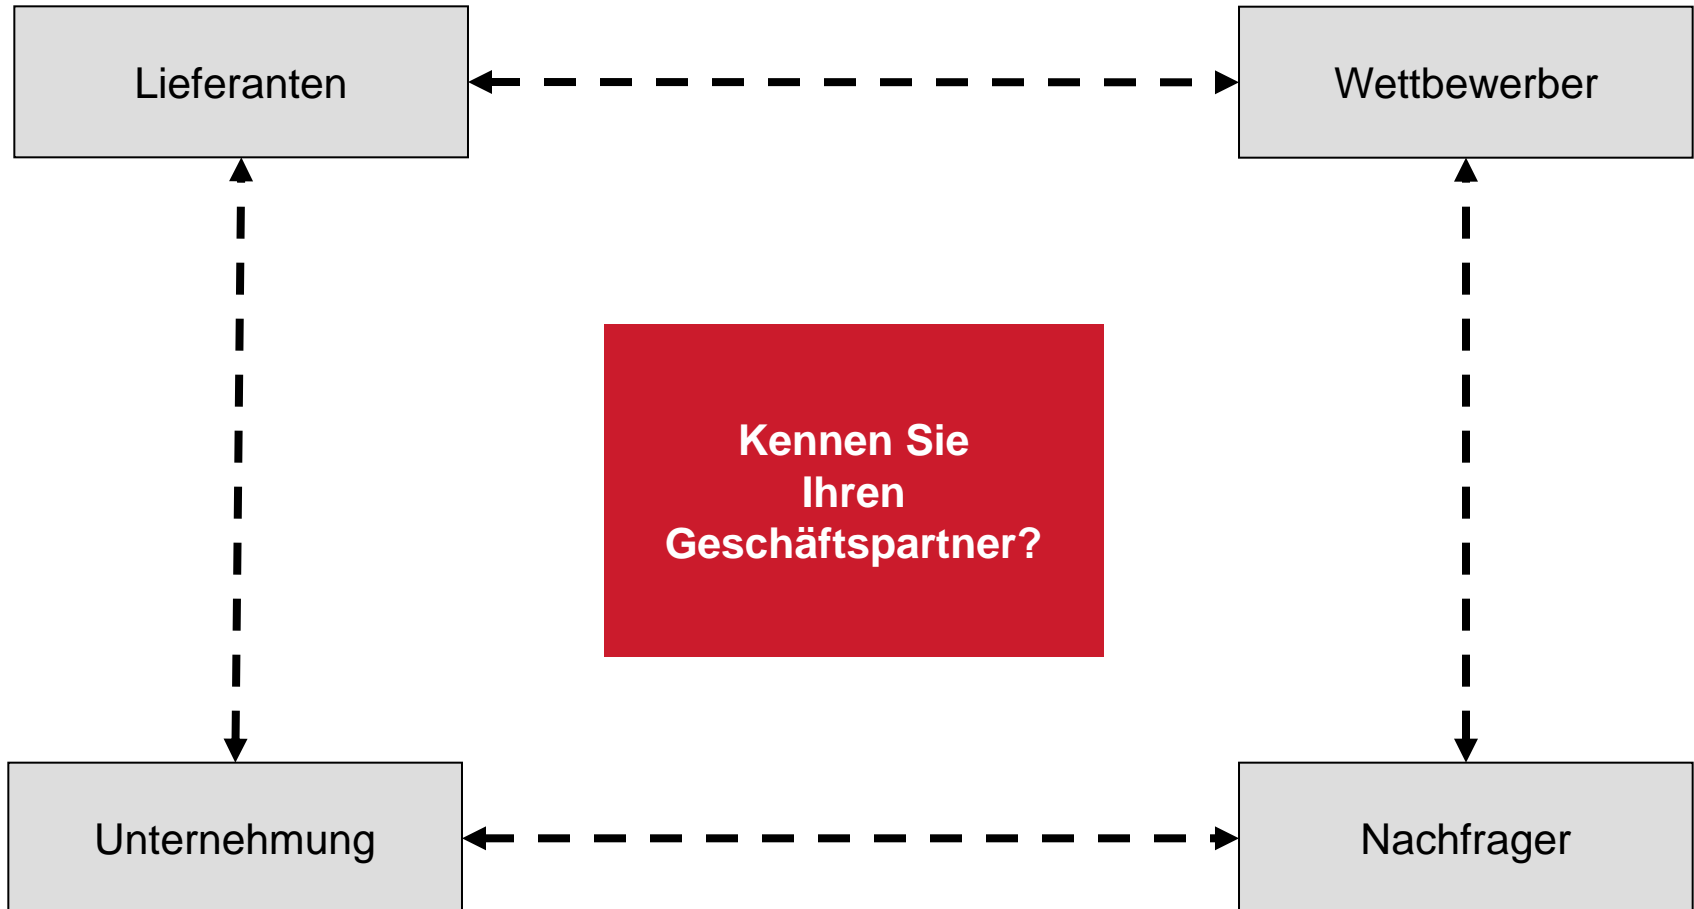 Lieferanten
Wettbewerber
Kennen Sie
Ihren
Geschäftspartner?
Unternehmung
Nachfrager